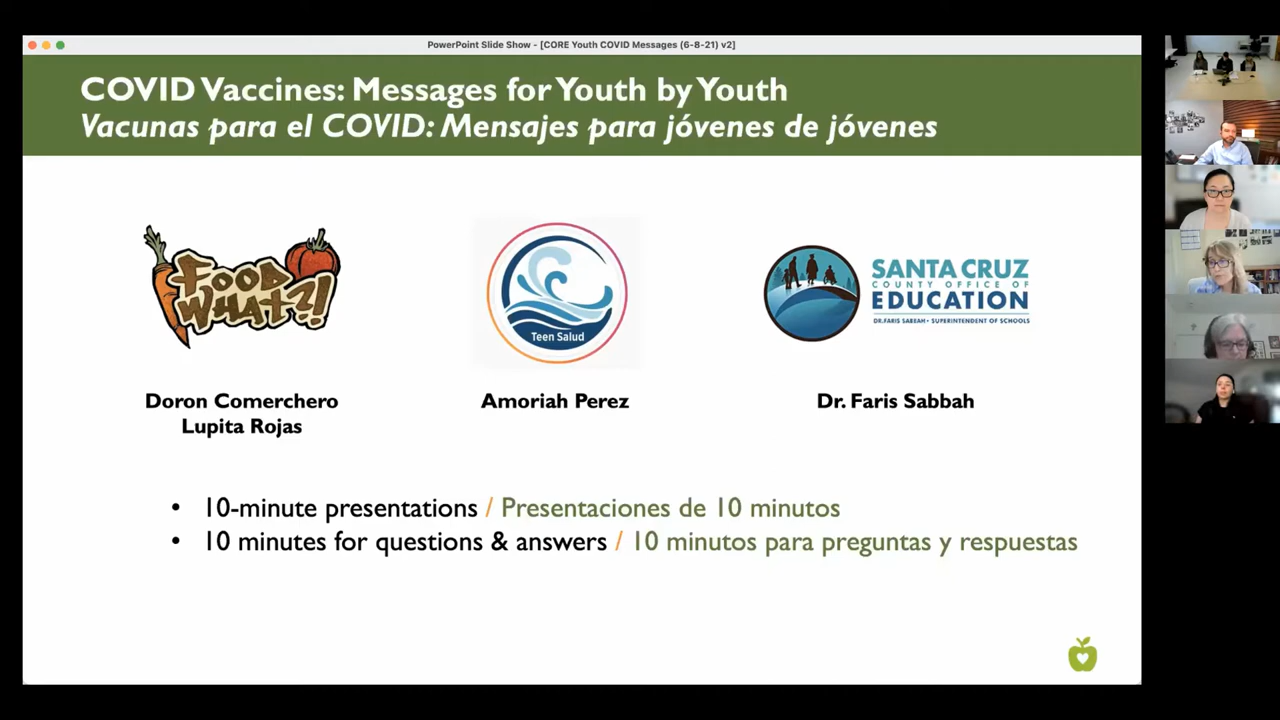 PowerPoint Slide Show - [CORE Youth COVID Messages (6-8-21) v2]
COVID Vaccines: Messages for Youth by Youth
Vacunas para el COVID: Mensajes para jóvenes de jóvenes
FOOD
WHAT?!
Teen Salud
SANTA CRUZ
COUNTY OFFICE OF
EDUCATION
DR. FARIS SABBAH • SUPERINTENDENT OF SCHOOLS
Doron Comerchero
Lupita Rojas
Amoriah Perez
Dr. Faris Sabbah
• 10-minute presentations / Presentaciones de 10 minutos
• 10 minutes for questions & answers / 10 minutos para preguntas y respuestas